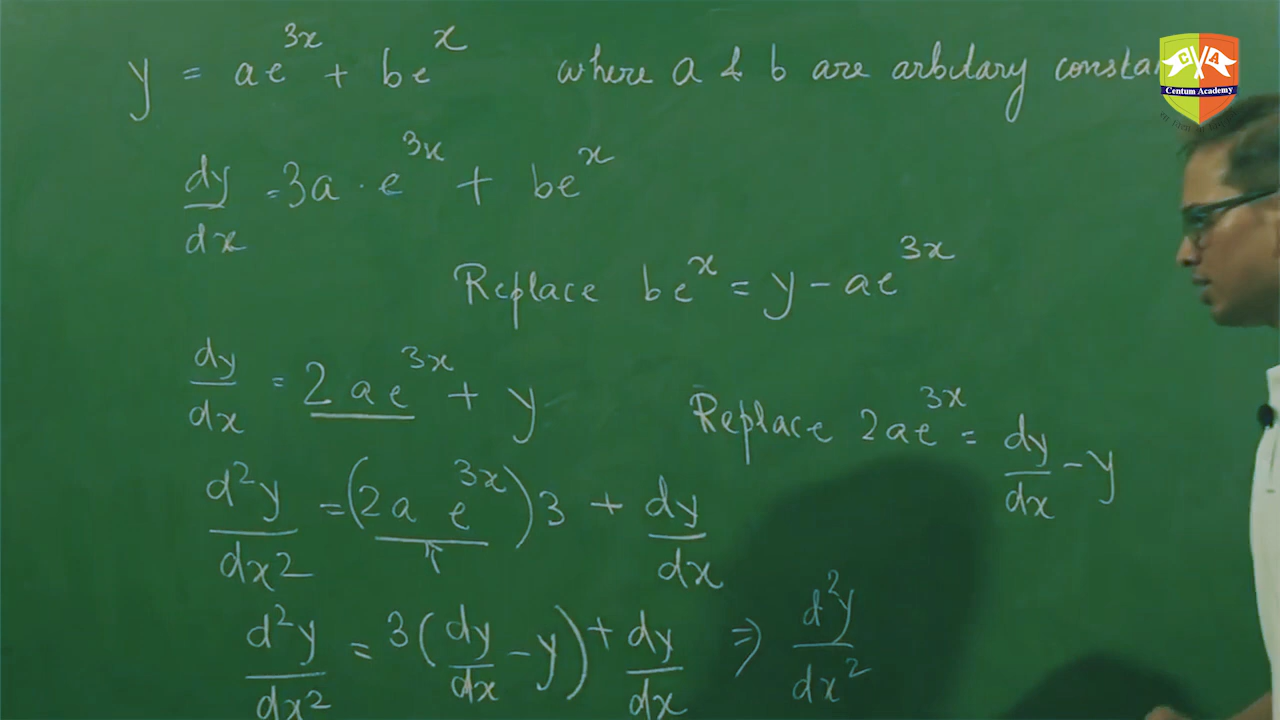 y = ae^3x + be^x where a & b are arbitary constan
C A
Centum Academy
dy/dx = 3a · e^3x + be^x
Replace be^x = y - ae^3x
dy/dx = 2ae^3x + y
Replace 2ae^3x = dy/dx - y
d²y/dx² = (2a e^3x)3 + dy/dx
d²y/dx² = 3(dy/dx - y) + dy/dx ⇒ d²y/dx²